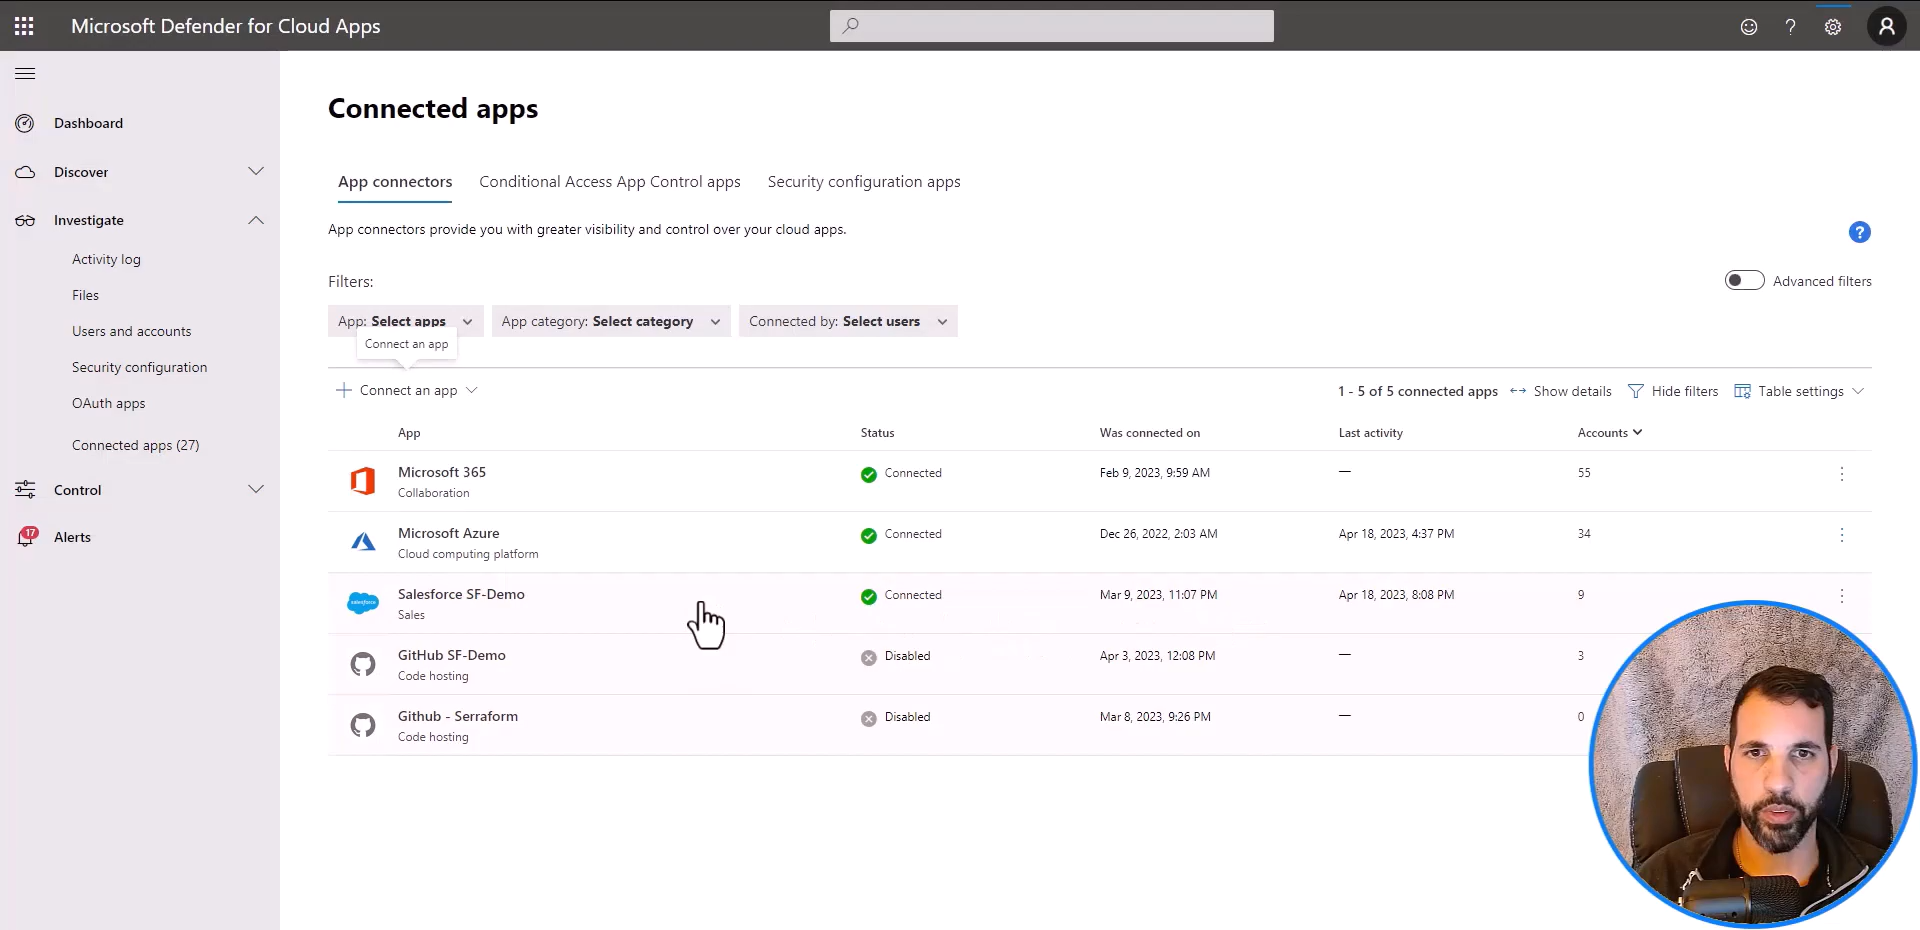 Microsoft Defender for Cloud Apps
Dashboard
Discover
Investigate
Activity log
Files
Users and accounts
Security configuration
OAuth apps
Connected apps (27)
Control
17
Alerts
Connected apps
App connectors Conditional Access App Control apps Security configuration apps
App connectors provide you with greater visibility and control over your cloud apps.
?
Filters:
Advanced filters
App: Select apps App category: Select category Connected by: Select users
Connect an app
Connect an app 1 - 5 of 5 connected apps Show details Hide filters Table settings
App Status Was connected on Last activity Accounts
Microsoft 365 Connected Feb 9, 2023, 9:59 AM — 55
Collaboration
Microsoft Azure Connected Dec 26, 2022, 2:03 AM Apr 18, 2023, 4:37 PM 34
Cloud computing platform
salesforce
Salesforce SF-Demo Connected Mar 9, 2023, 11:07 PM Apr 18, 2023, 8:08 PM 9
Sales
GitHub SF-Demo Disabled Apr 3, 2023, 12:08 PM — 3
Code hosting
Github - Serraform Disabled Mar 8, 2023, 9:26 PM — 0
Code hosting